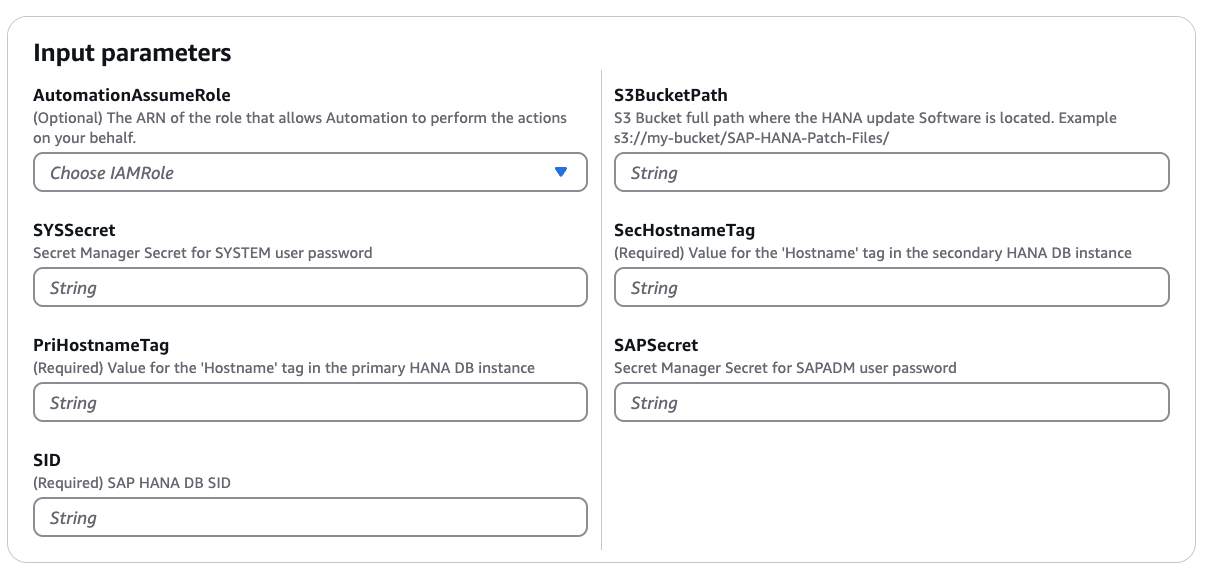 Input parameters
AutomationAssumeRole
(Optional) The ARN of the role that allows Automation to perform the actions
on your behalf.
Choose IAMRole
S3BucketPath
S3 Bucket full path where the HANA update Software is located. Example
s3://my-bucket/SAP-HANA-Patch-Files/
String
SYSSecret
Secret Manager Secret for SYSTEM user password
String
SecHostnameTag
(Required) Value for the 'Hostname' tag in the secondary HANA DB instance
String
PriHostnameTag
(Required) Value for the 'Hostname' tag in the primary HANA DB instance
String
SAPSecret
Secret Manager Secret for SAPADM user password
String
SID
(Required) SAP HANA DB SID
String